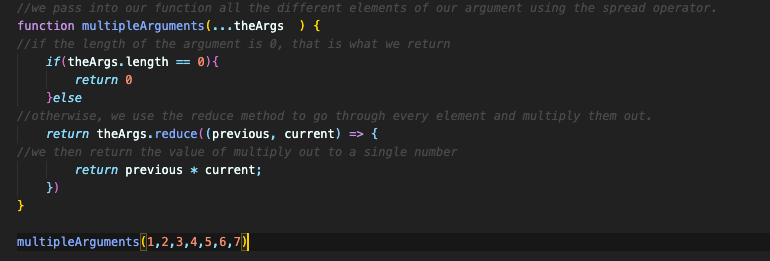 //we pass into our function all the different elements of our argument using the spread operator.
function multipleArguments(...theArgs  ) {
//if the length of the argument is 0, that is what we return
    if(theArgs.length == 0){
        return 0
    }else
//otherwise, we use the reduce method to go through every element and multiply them out.
    return theArgs.reduce((previous, current) => {
//we then return the value of multiply out to a single number
        return previous * current;
    })
}
multipleArguments(1,2,3,4,5,6,7)